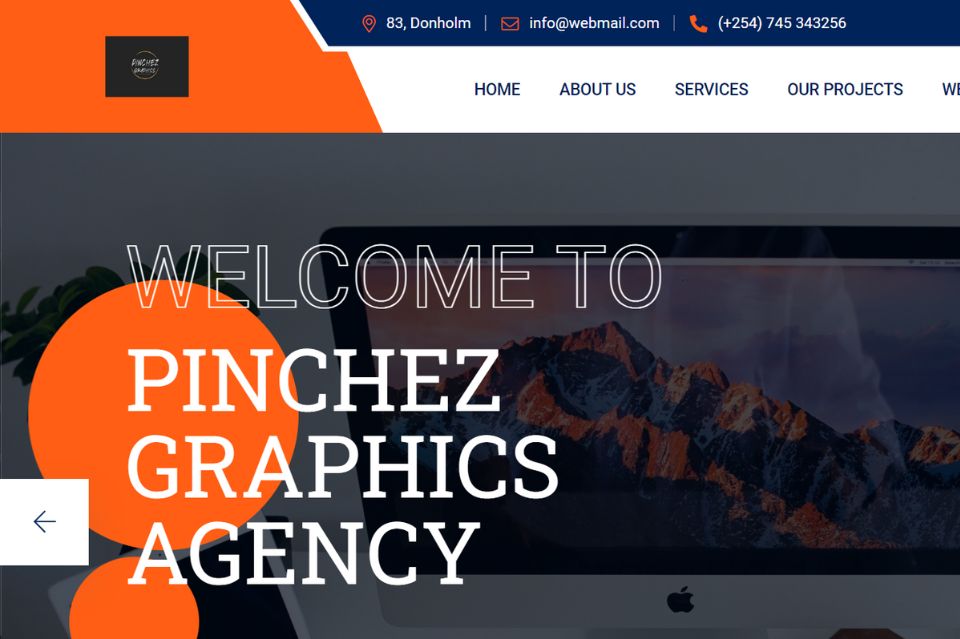 83, Donholm
info@webmail.com
(+254) 745 343256
PINCHEZ
GRAPHICS
HOME
ABOUT US
SERVICES
OUR PROJECTS
WE
WELCOME TO
PINCHEZ
GRAPHICS
AGENCY